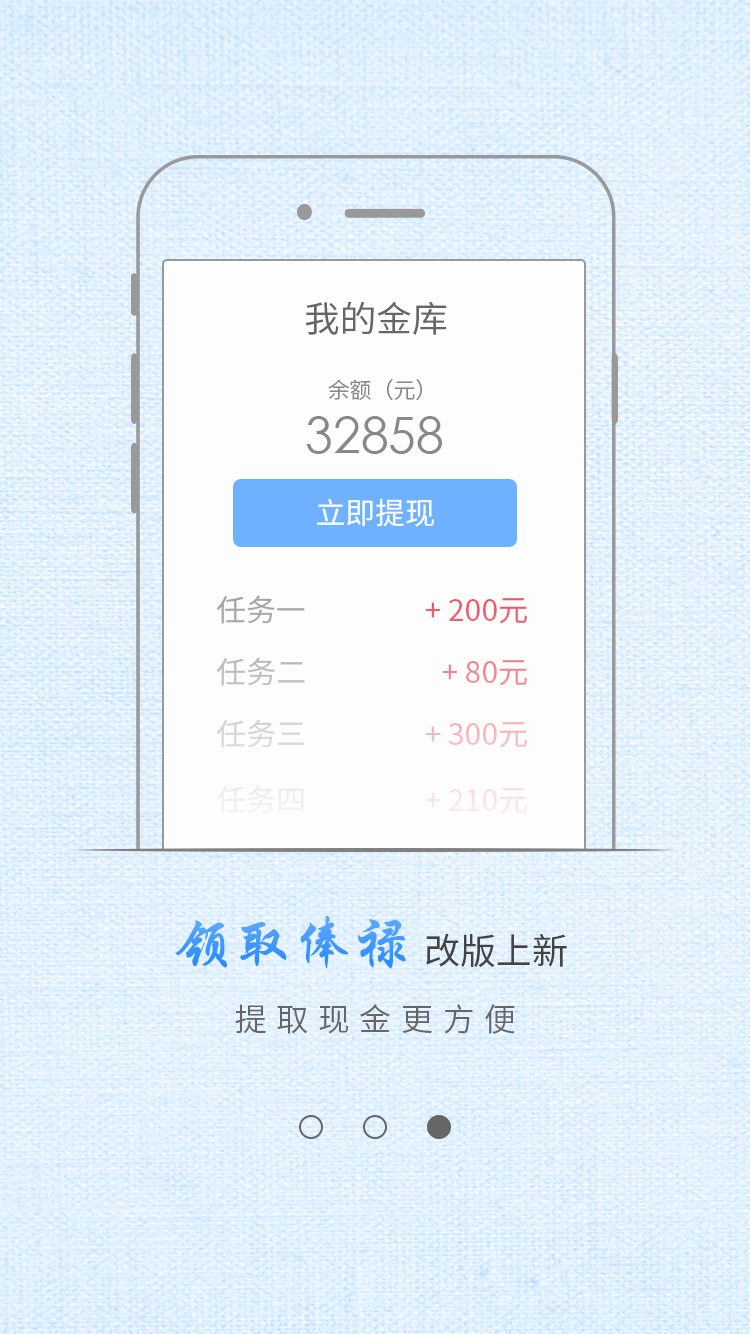 我的金库
余额（元）
32858
立即提现
任务一 + 200元
任务二 + 80元
任务三 + 300元
任务四 + 210元
领取俸禄 改版上新
提取现金更方便